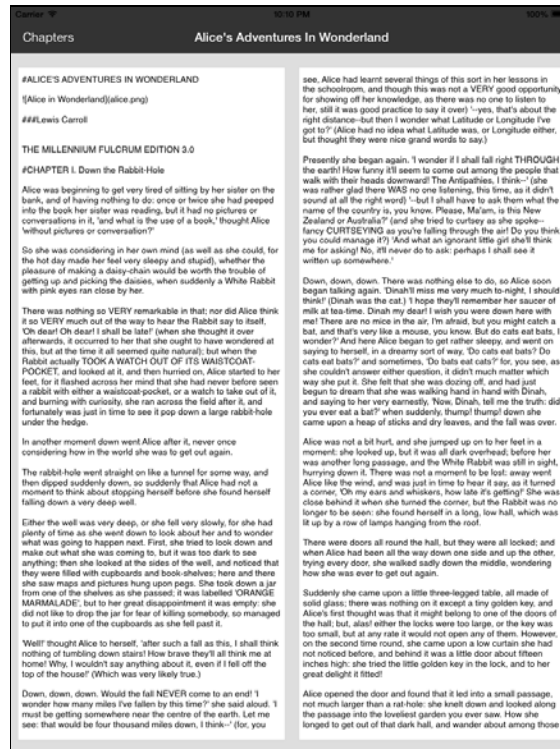 Carrier
10:10 PM
100%
Chapters
Alice's Adventures In Wonderland
#ALICE'S ADVENTURES IN WONDERLAND
![Alice in Wonderland](alice.png)
###Lewis Carroll
THE MILLENNIUM FULCRUM EDITION 3.0
#CHAPTER I. Down the Rabbit-Hole
Alice was beginning to get very tired of sitting by her sister on the
bank, and of having nothing to do: once or twice she had peeped
into the book her sister was reading, but it had no pictures or
conversations in it, 'and what is the use of a book,' thought Alice
'without pictures or conversation?'
So she was considering in her own mind (as well as she could, for
the hot day made her feel very sleepy and stupid), whether the
pleasure of making a daisy-chain would be worth the trouble of
getting up and picking the daisies, when suddenly a White Rabbit
with pink eyes ran close by her.
There was nothing so VERY remarkable in that; nor did Alice think
it so VERY much out of the way to hear the Rabbit say to itself,
'Oh dear! Oh dear! I shall be late!' (when she thought it over
afterwards, it occurred to her that she ought to have wondered at
this, but at the time it all seemed quite natural); but when the
Rabbit actually TOOK A WATCH OUT OF ITS WAISTCOAT-
POCKET, and looked at it, and then hurried on, Alice started to her
feet, for it flashed across her mind that she had never before seen
a rabbit with either a waistcoat-pocket, or a watch to take out of it,
and burning with curiosity, she ran across the field after it, and
fortunately was just in time to see it pop down a large rabbit-hole
under the hedge.
In another moment down went Alice after it, never once
considering how in the world she was to get out again.
The rabbit-hole went straight on like a tunnel for some way, and
then dipped suddenly down, so suddenly that Alice had not a
moment to think about stopping herself before she found herself
falling down a very deep well.
Either the well was very deep, or she fell very slowly, for she had
plenty of time as she went down to look about her and to wonder
what was going to happen next. First, she tried to look down and
make out what she was coming to, but it was too dark to see
anything; then she looked at the sides of the well, and noticed that
they were filled with cupboards and book-shelves; here and there
she saw maps and pictures hung upon pegs. She took down a jar
from one of the shelves as she passed; it was labelled 'ORANGE
MARMALADE', but to her great disappointment it was empty: she
did not like to drop the jar for fear of killing somebody, so managed
to put it into one of the cupboards as she fell past it.
'Well!' thought Alice to herself, 'after such a fall as this, I shall think
nothing of tumbling down stairs! How brave they'll all think me at
home! Why, I wouldn't say anything about it, even if I fell off the
top of the house!' (Which was very likely true.)
Down, down, down. Would the fall NEVER come to an end! 'I
wonder how many miles I've fallen by this time?' she said aloud. 'I
must be getting somewhere near the centre of the earth. Let me
see: that would be four thousand miles down, I think--' (for, you
see, Alice had learnt several things of this sort in her lessons in
the schoolroom, and though this was not a VERY good opportunity
for showing off her knowledge, as there was no one to listen to
her, still it was good practice to say it over) '--yes, that's about the
right distance--but then I wonder what Latitude or Longitude I've
got to?' (Alice had no idea what Latitude was, or Longitude either,
but thought they were nice grand words to say.)
Presently she began again. 'I wonder if I shall fall right THROUGH
the earth! How funny it'll seem to come out among the people that
walk with their heads downward! The Antipathies, I think--' (she
was rather glad there WAS no one listening, this time, as it didn't
sound at all the right word) '--but I shall have to ask them what the
name of the country is, you know. Please, Ma'am, is this New
Zealand or Australia?' (and she tried to curtsey as she spoke--
fancy CURTSEYING as you're falling through the air! Do you think
you could manage it?) 'And what an ignorant little girl she'll think
me for asking! No, it'll never do to ask: perhaps I shall see it
written up somewhere.'
Down, down, down. There was nothing else to do, so Alice soon
began talking again. 'Dinah'll miss me very much to-night, I should
think!' (Dinah was the cat.) 'I hope they'll remember her saucer of
milk at tea-time. Dinah my dear! I wish you were down here with
me! There are no mice in the air, I'm afraid, but you might catch a
bat, and that's very like a mouse, you know. But do cats eat bats, I
wonder?' And here Alice began to get rather sleepy, and went on
saying to herself, in a dreamy sort of way, 'Do cats eat bats? Do
cats eat bats?' and sometimes, 'Do bats eat cats?' for, you see, as
she couldn't answer either question, it didn't much matter which
way she put it. She felt that she was dozing off, and had just
begun to dream that she was walking hand in hand with Dinah,
and saying to her very earnestly, 'Now, Dinah, tell me the truth: did
you ever eat a bat?' when suddenly, thump! thump! down she
came upon a heap of sticks and dry leaves, and the fall was over.
Alice was not a bit hurt, and she jumped up on to her feet in a
moment: she looked up, but it was all dark overhead; before her
was another long passage, and the White Rabbit was still in sight,
hurrying down it. There was not a moment to be lost: away went
Alice like the wind, and was just in time to hear it say, as it turned
a corner, 'Oh my ears and whiskers, how late it's getting!' She was
close behind it when she turned the corner, but the Rabbit was no
longer to be seen: she found herself in a long, low hall, which was
lit up by a row of lamps hanging from the roof.
There were doors all round the hall, but they were all locked; and
when Alice had been all the way down one side and up the other,
trying every door, she walked sadly down the middle, wondering
how she was ever to get out again.
Suddenly she came upon a little three-legged table, all made of
solid glass; there was nothing on it except a tiny golden key, and
Alice's first thought was that it might belong to one of the doors of
the hall; but, alas! either the locks were too large, or the key was
too small, but at any rate it would not open any of them. However,
on the second time round, she came upon a low curtain she had
not noticed before, and behind it was a little door about fifteen
inches high: she tried the little golden key in the lock, and to her
great delight it fitted!
Alice opened the door and found that it led into a small passage,
not much larger than a rat-hole: she knelt down and looked along
the passage into the loveliest garden you ever saw. How she
longed to get out of that dark hall, and wander about among those